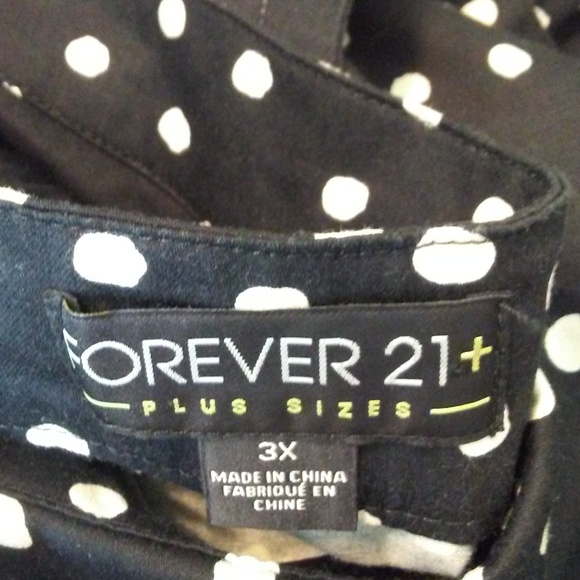 FOREVER 21+
PLUS SIZES
3X
MADE IN CHINA
FABRIQUÉ EN
CHINE